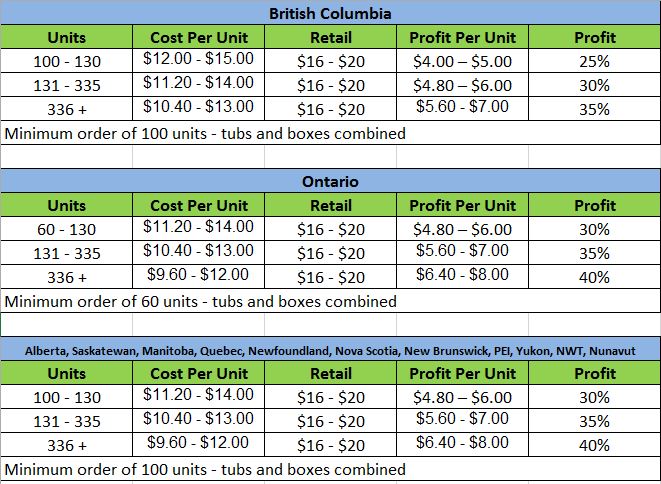 British Columbia
Units Cost Per Unit Retail Profit Per Unit Profit
100 - 130 $12.00 - $15.00 $16 - $20 $4.00 – $5.00 25%
131 - 335 $11.20 - $14.00 $16 - $20 $4.80 – $6.00 30%
336 + $10.40 - $13.00 $16 - $20 $5.60 - $7.00 35%
Minimum order of 100 units - tubs and boxes combined
Ontario
Units Cost Per Unit Retail Profit Per Unit Profit
60 - 130 $11.20 - $14.00 $16 - $20 $4.80 – $6.00 30%
131 - 335 $10.40 - $13.00 $16 - $20 $5.60 - $7.00 35%
336 + $9.60 - $12.00 $16 - $20 $6.40 - $8.00 40%
Minimum order of 60 units - tubs and boxes combined
Alberta, Saskatewan, Manitoba, Quebec, Newfoundland, Nova Scotia, New Brunswick, PEI, Yukon, NWT, Nunavut
Units Cost Per Unit Retail Profit Per Unit Profit
100 - 130 $11.20 - $14.00 $16 - $20 $4.80 – $6.00 30%
131 - 335 $10.40 - $13.00 $16 - $20 $5.60 - $7.00 35%
336 + $9.60 - $12.00 $16 - $20 $6.40 - $8.00 40%
Minimum order of 100 units - tubs and boxes combined